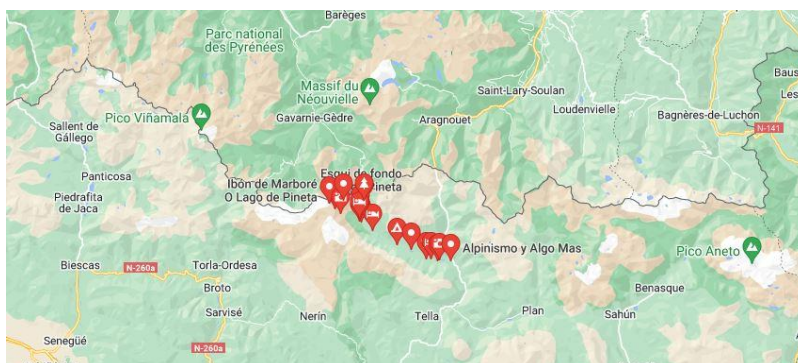 Barèges
Parc national
des Pyrénées
Massif du
Néouvielle
Saint-Lary-Soulan
Baus
Les
Loudenvielle
Pico Viñamala
Gavarnie-Gèdre
Aragnouet
Bagnères-de-Luchon
N-141
Sallent de
Gállego
Panticosa
Esquí de fondo
Pineta
Ibón de Marboré
O Lago de Pineta
Piedrafita
de Jaca
Alpinismo y Algo Mas
Pico Aneto
Biescas
N-260a
Torla-Ordesa
Broto
Benasque
Sarvisé
Nerín
Tella
Plan
Sahún
Senegüé
N-260a